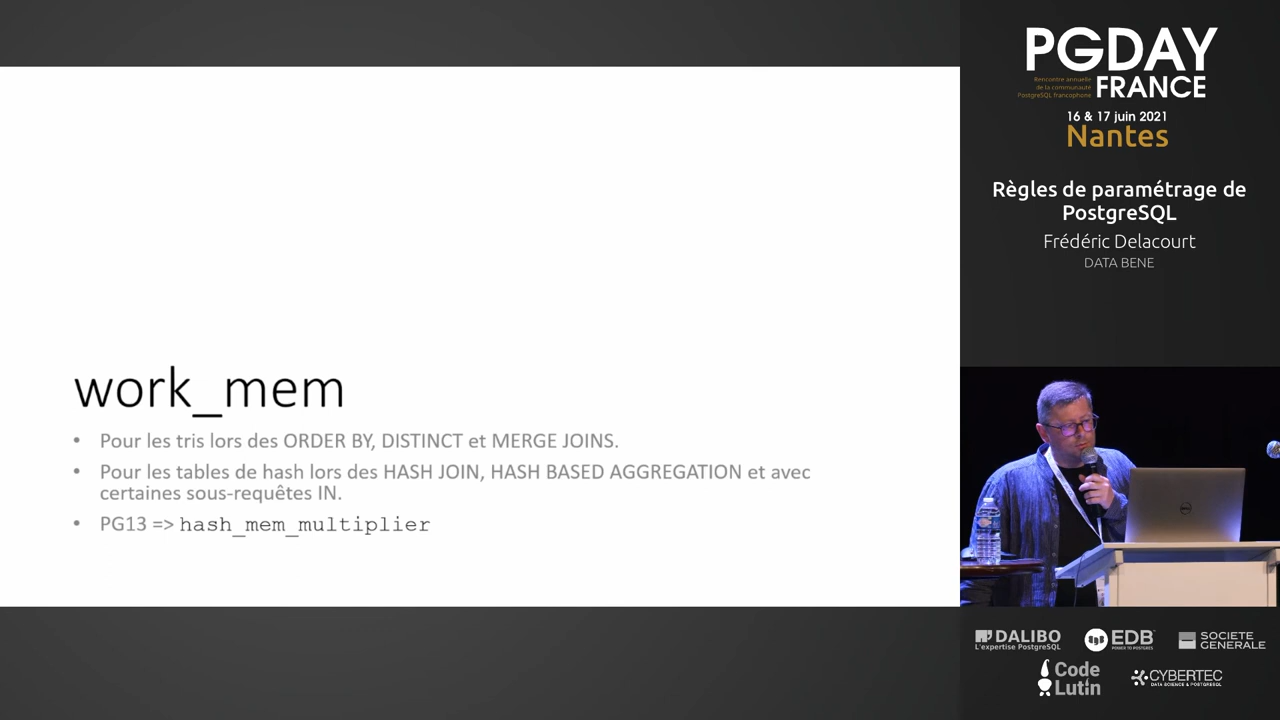 work_mem
• Pour les tris lors des ORDER BY, DISTINCT et MERGE JOINS.
• Pour les tables de hash lors des HASH JOIN, HASH BASED AGGREGATION et avec
certaines sous-requêtes IN.
• PG13 => hash_mem_multiplier
PGDAY
Rencontre annuelle
de la communauté
PostgreSQL francophone
FRANCE
16 & 17 juin 2021
Nantes
Règles de paramétrage de
PostgreSQL
Frédéric Delacourt
DATA BENE
DALIBO
L'expertise PostgreSQL
EDB
POWER TO POSTGRES
SOCIETE
GENERALE
Code
Lutin
CYBERTEC
DATA SCIENCE & POSTGRESQL